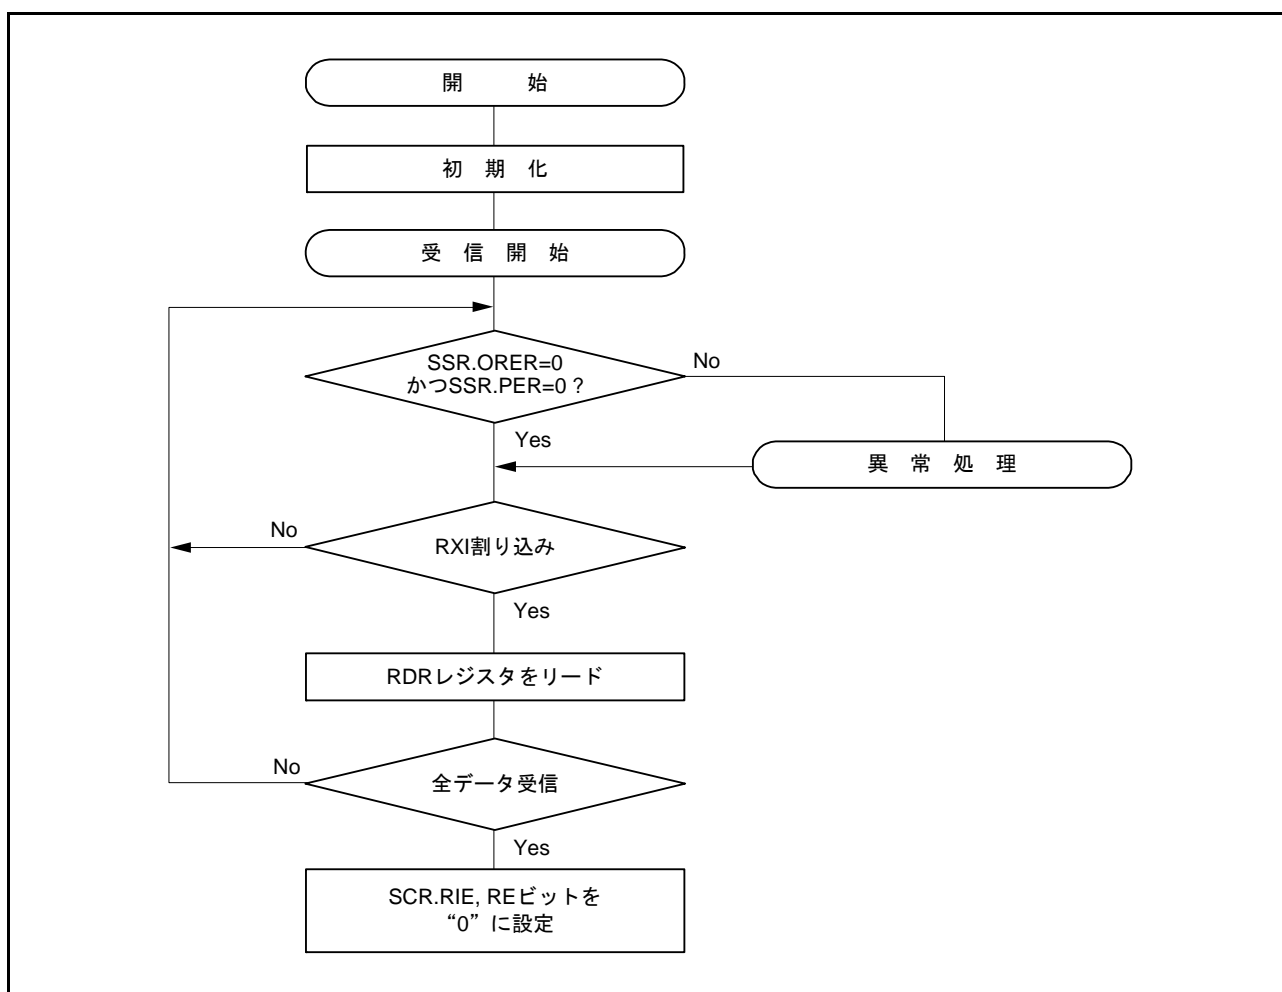 開 始
初 期 化
受 信 開 始
SSR.ORER=0
かつSSR.PER=0 ?
No
Yes
異 常 処 理
No
RXI割り込み
Yes
RDRレジスタをリード
No
全データ受信
Yes
SCR.RIE, REビットを
“0” に設定